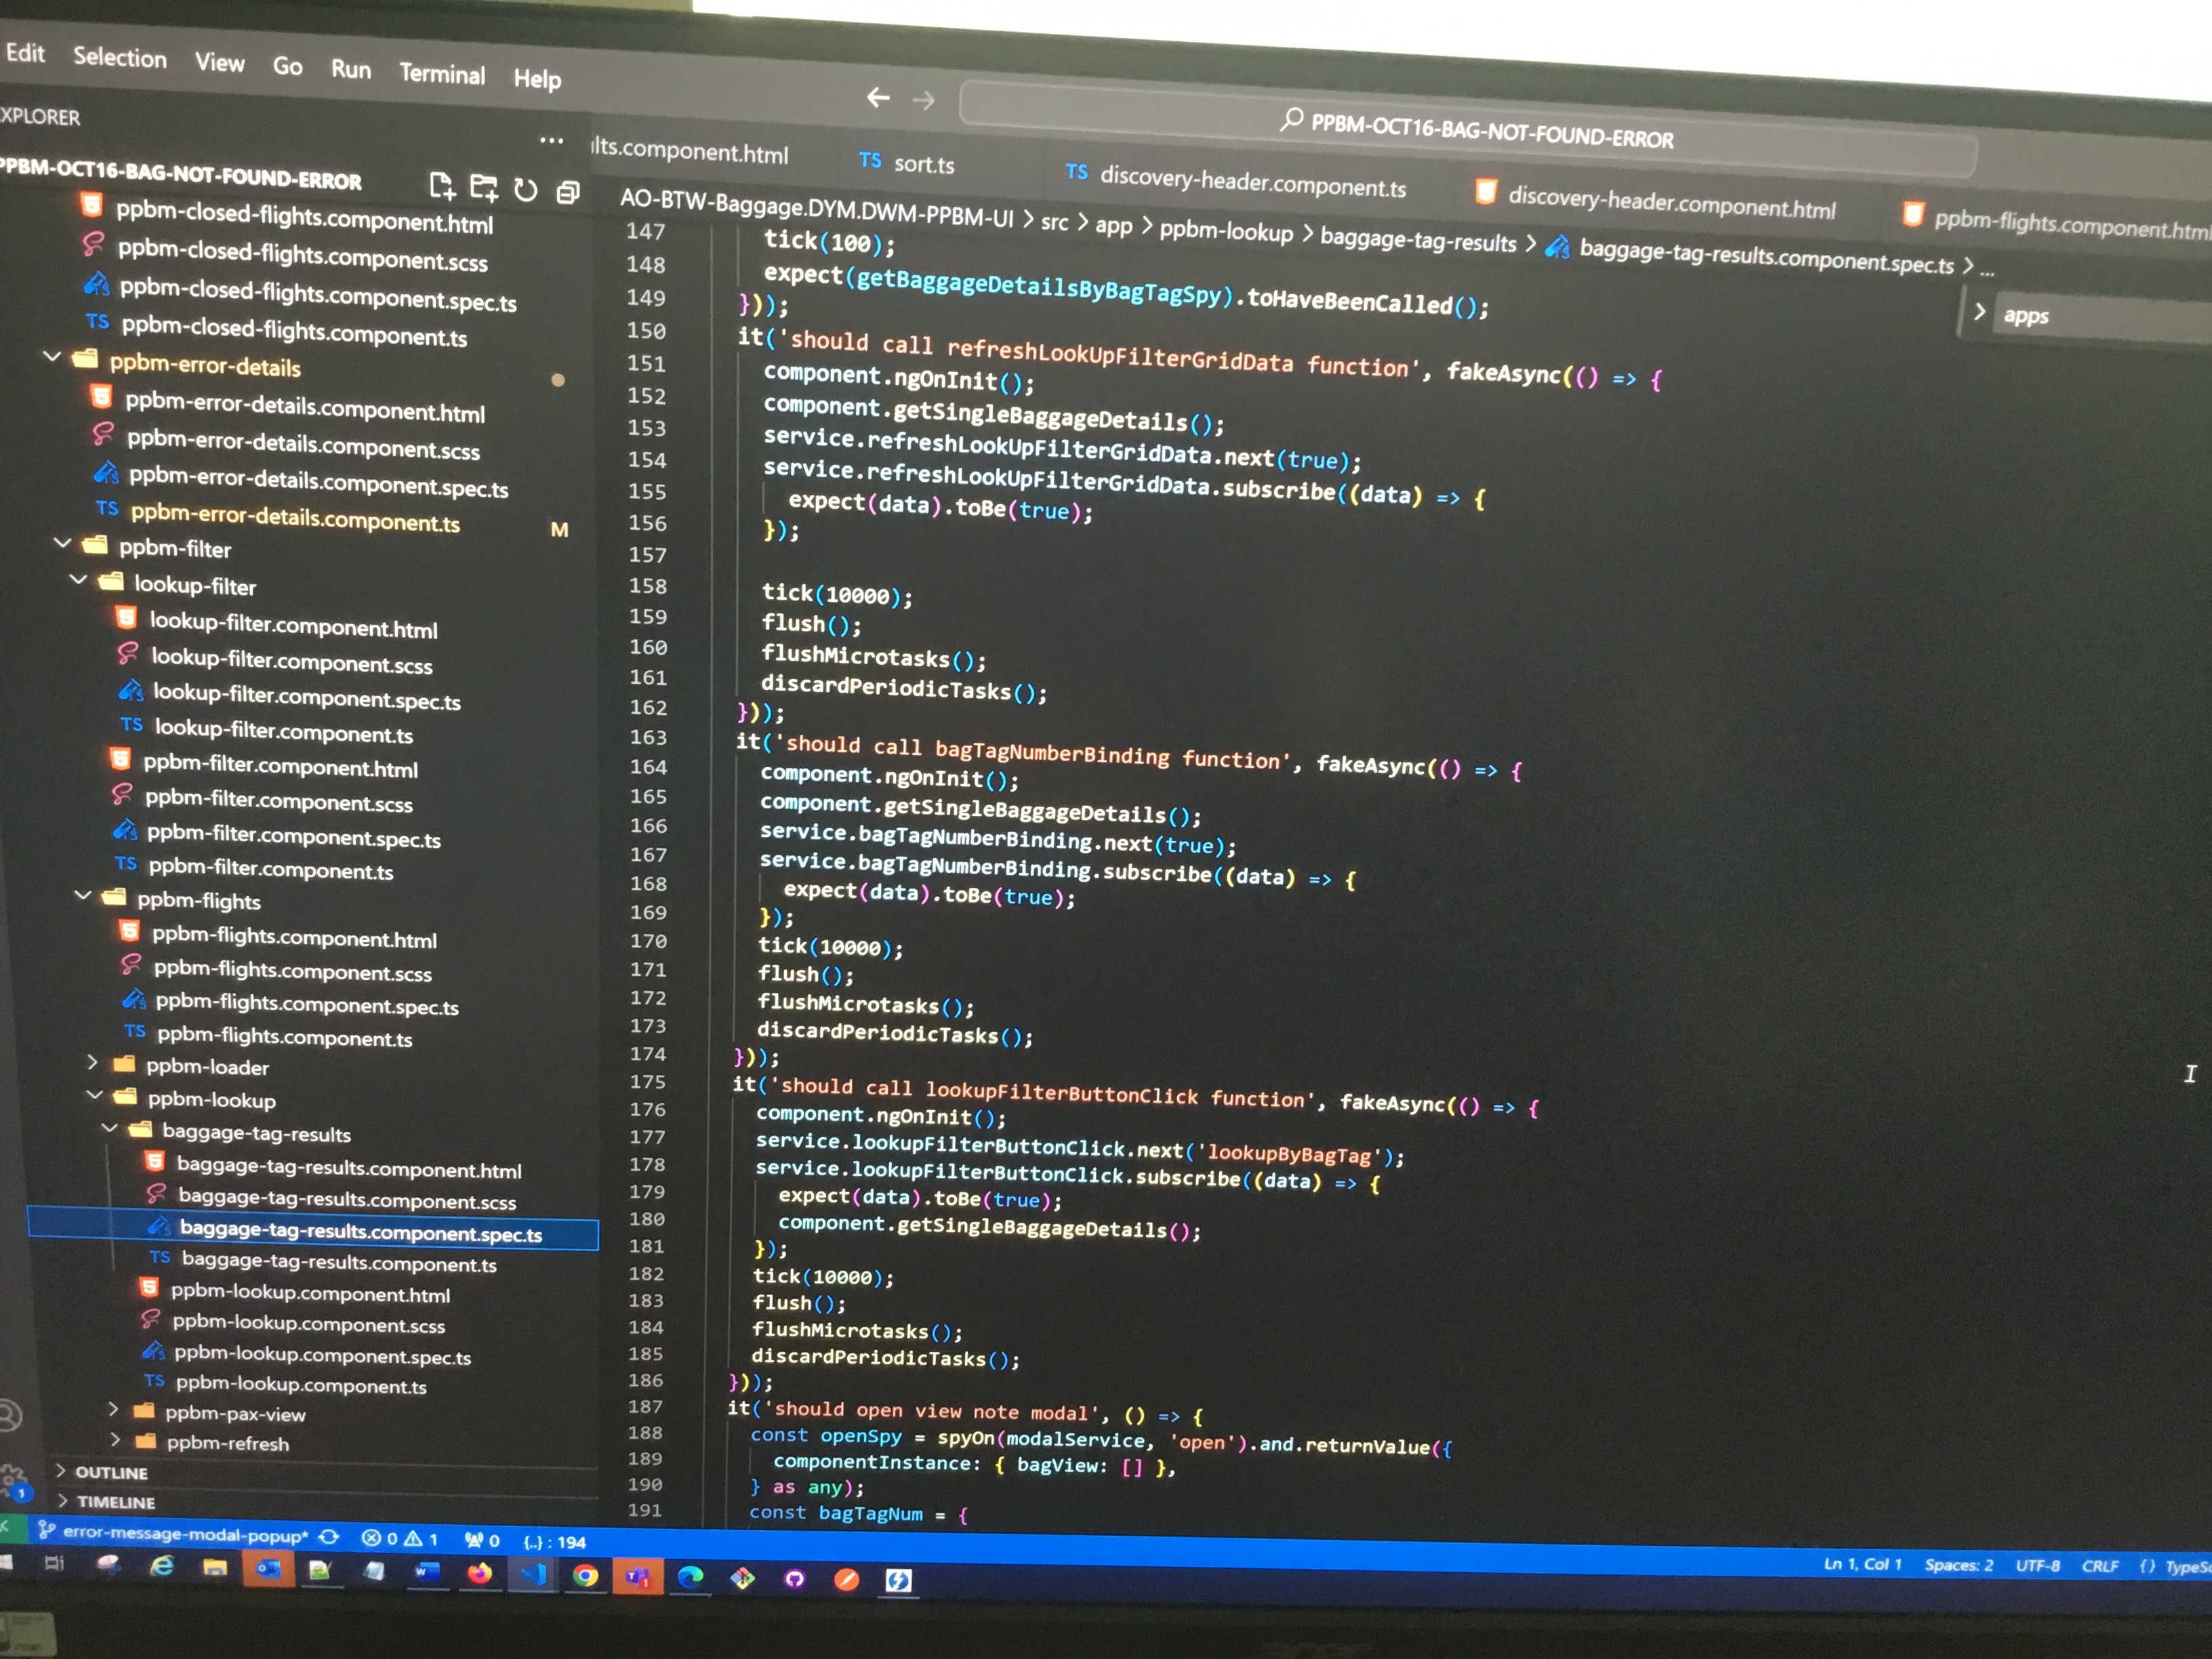 Edit Selection View Go Run Terminal Help
PPBM-OCT16-BAG-NOT-FOUND-ERROR
XPLORER
PPBM-OCT16-BAG-NOT-FOUND-ERROR
ppbm-closed-flights.component.html
ppbm-closed-flights.component.scss
ppbm-closed-flights.component.spec.ts
TS ppbm-closed-flights.component.ts
ppbm-error-details
ppbm-error-details.component.html
ppbm-error-details.component.scss
ppbm-error-details.component.spec.ts
TS ppbm-error-details.component.ts M
ppbm-filter
lookup-filter
lookup-filter.component.html
lookup-filter.component.scss
lookup-filter.component.spec.ts
TS lookup-filter.component.ts
ppbm-filter.component.html
ppbm-filter.component.scss
ppbm-filter.component.spec.ts
TS ppbm-filter.component.ts
ppbm-flights
ppbm-flights.component.html
ppbm-flights.component.scss
ppbm-flights.component.spec.ts
TS ppbm-flights.component.ts
ppbm-loader
ppbm-lookup
baggage-tag-results
baggage-tag-results.component.html
baggage-tag-results.component.scss
baggage-tag-results.component.spec.ts
TS baggage-tag-results.component.ts
ppbm-lookup.component.html
ppbm-lookup.component.scss
ppbm-lookup.component.spec.ts
TS ppbm-lookup.component.ts
ppbm-pax-view
ppbm-refresh
OUTLINE
TIMELINE
lts.component.html TS sort.ts TS discovery-header.component.ts discovery-header.component.html ppbm-flights.component.html
AO-BTW-Baggage.DYM.DWM-PPBM-UI > src > app > ppbm-lookup > baggage-tag-results > baggage-tag-results.component.spec.ts > ...
apps
147 tick(100);
148 expect(getBaggageDetailsByBagTagSpy).toHaveBeenCalled();
149 }));
150 it('should call refreshLookUpFilterGridData function', fakeAsync(() => {
151 component.ngOnInit();
152 component.getSingleBaggageDetails();
153 service.refreshLookUpFilterGridData.next(true);
154 service.refreshLookUpFilterGridData.subscribe((data) => {
155 expect(data).toBe(true);
156 });
157
158 tick(10000);
159 flush();
160 flushMicrotasks();
161 discardPeriodicTasks();
162 }));
163 it('should call bagTagNumberBinding function', fakeAsync(() => {
164 component.ngOnInit();
165 component.getSingleBaggageDetails();
166 service.bagTagNumberBinding.next(true);
167 service.bagTagNumberBinding.subscribe((data) => {
168 expect(data).toBe(true);
169 });
170 tick(10000);
171 flush();
172 flushMicrotasks();
173 discardPeriodicTasks();
174 }));
175 it('should call lookupFilterButtonClick function', fakeAsync(() => {
176 component.ngOnInit();
177 service.lookupFilterButtonClick.next('lookupByBagTag');
178 service.lookupFilterButtonClick.subscribe((data) => {
179 expect(data).toBe(true);
180 component.getSingleBaggageDetails();
181 });
182 tick(10000);
183 flush();
184 flushMicrotasks();
185 discardPeriodicTasks();
186 }));
187 it('should open view note modal', () => {
188 const openSpy = spyOn(modalService, 'open').and.returnValue({
189 componentInstance: { bagView: [] },
190 } as any);
191 const bagTagNum = {
error-message-modal-popup* 0 1 0 {..} : 194
Ln 1, Col 1 Spaces: 2 UTF-8 CRLF {} TypeSc